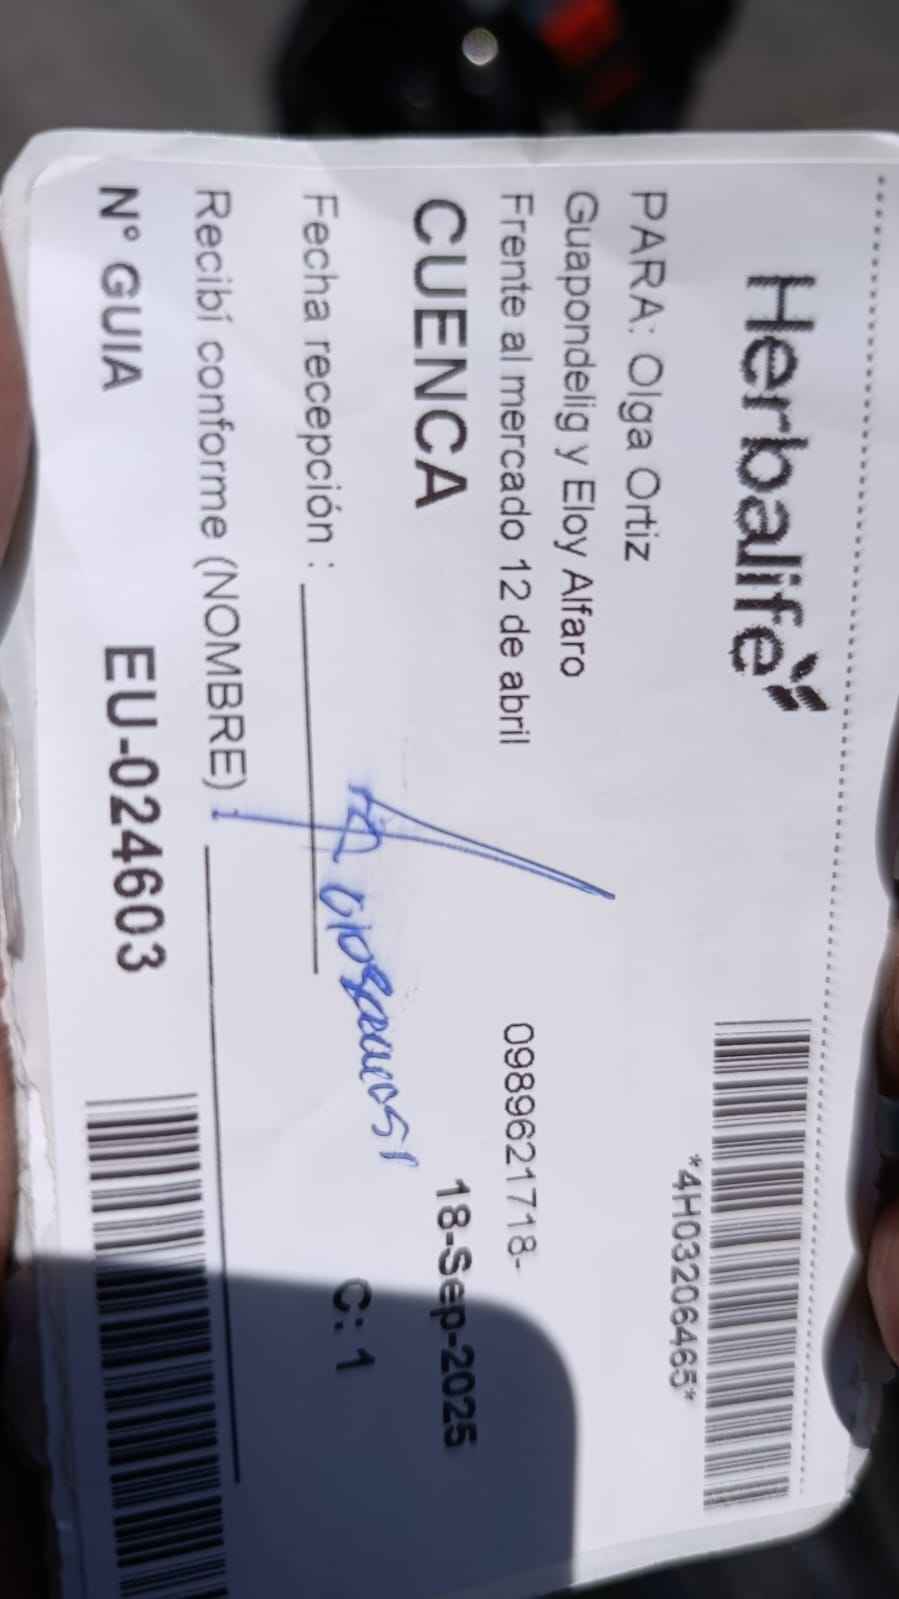 Herbalife
*4H03206465*
PARA: Olga Ortiz
Guapondelig y Eloy Alfaro
Frente al mercado 12 de abril
0989621718-
CUENCA
18-Sep-2025
Fecha recepción :
C: 1
Recibí conforme (NOMBRE) :
N° GUIA
EU-024603